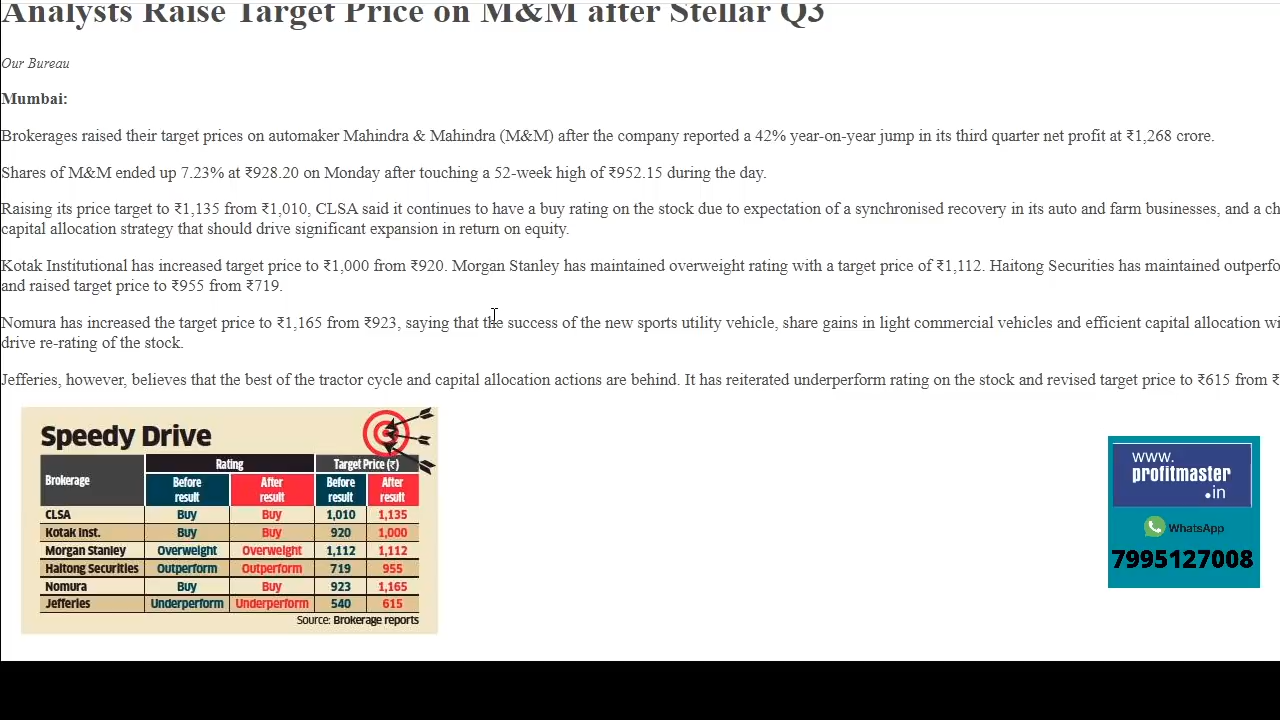 Analysts Raise Target Price on M&M after Stellar Q3
Our Bureau
Mumbai:
Brokerages raised their target prices on automaker Mahindra & Mahindra (M&M) after the company reported a 42% year-on-year jump in its third quarter net profit at ₹1,268 crore.
Shares of M&M ended up 7.23% at ₹928.20 on Monday after touching a 52-week high of ₹952.15 during the day.
Raising its price target to ₹1,135 from ₹1,010, CLSA said it continues to have a buy rating on the stock due to expectation of a synchronised recovery in its auto and farm businesses, and a ch
capital allocation strategy that should drive significant expansion in return on equity.
Kotak Institutional has increased target price to ₹1,000 from ₹920. Morgan Stanley has maintained overweight rating with a target price of ₹1,112. Haitong Securities has maintained outperfo
and raised target price to ₹955 from ₹719.
Nomura has increased the target price to ₹1,165 from ₹923, saying that the success of the new sports utility vehicle, share gains in light commercial vehicles and efficient capital allocation wi
drive re-rating of the stock.
Jefferies, however, believes that the best of the tractor cycle and capital allocation actions are behind. It has reiterated underperform rating on the stock and revised target price to ₹615 from ₹
Speedy Drive
Brokerage Rating Target Price (₹)
Before result After result Before result After result
CLSA Buy Buy 1,010 1,135
Kotak Inst. Buy Buy 920 1,000
Morgan Stanley Overweight Overweight 1,112 1,112
Haitong Securities Outperform Outperform 719 955
Nomura Buy Buy 923 1,165
Jefferies Underperform Underperform 540 615
Source: Brokerage reports
www.
profitmaster
.in
WhatsApp
7995127008